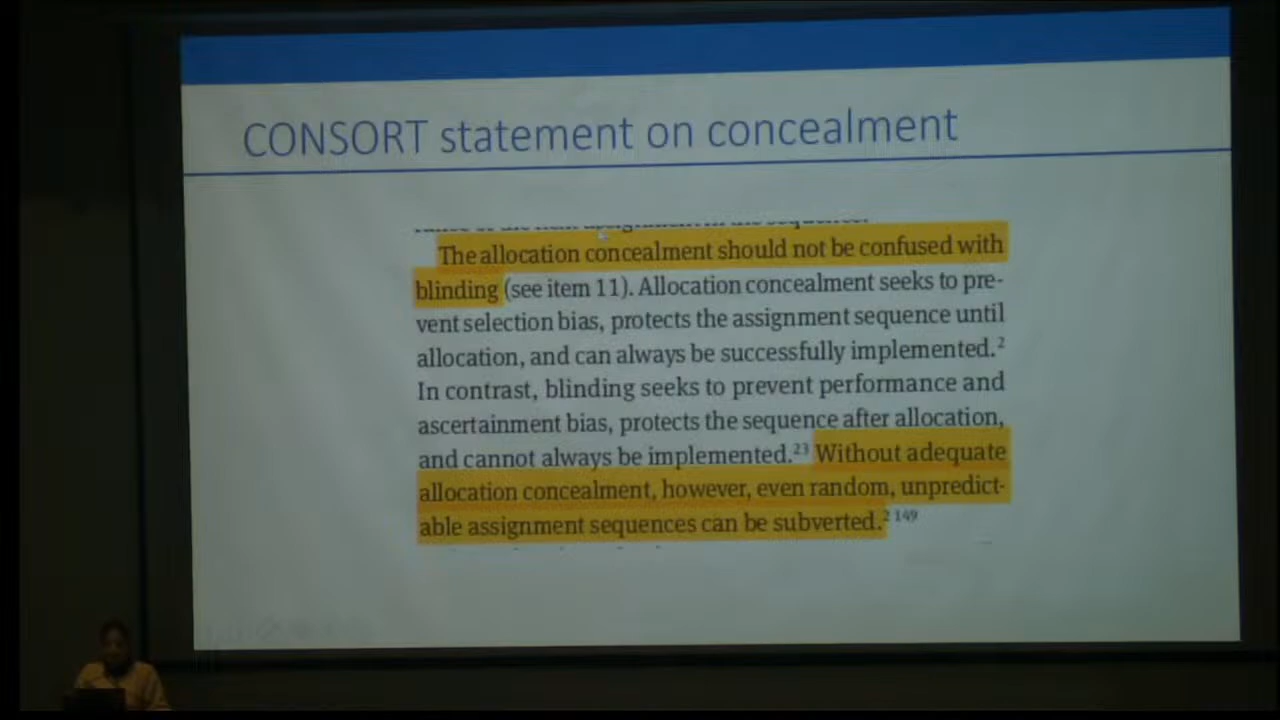 CONSORT statement on concealment
The allocation concealment should not be confused with
blinding (see item 11). Allocation concealment seeks to pre-
vent selection bias, protects the assignment sequence until
allocation, and can always be successfully implemented.2
In contrast, blinding seeks to prevent performance and
ascertainment bias, protects the sequence after allocation,
and cannot always be implemented.23 Without adequate
allocation concealment, however, even random, unpredict-
able assignment sequences can be subverted.2 149